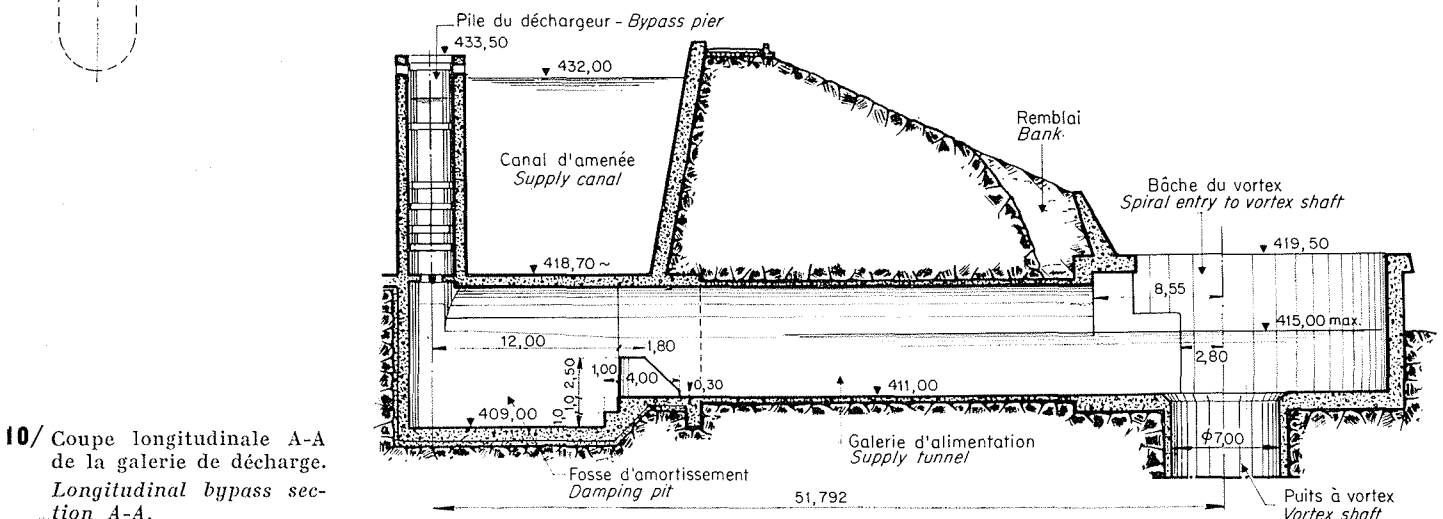 Pile du déchargeur - Bypass pier
433,50
432,00
Remblai
Bank
Canal d'amenée
Supply canal
Bâche du vortex
Spiral entry to vortex shaft
419,50
418,70 ~
8,55
415,00 max.
12,00
1,80
2,80
1,00
2,50
4,00
0,30
411,00
1,0
1,0
409,00
Galerie d'alimentation
Supply tunnel
φ7,00
Fosse d'amortissement
Damping pit
51,792
Puits à vortex
Vortex shaft
10/ Coupe longitudinale A-A
de la galerie de décharge.
Longitudinal bypass sec-
tion A-A.